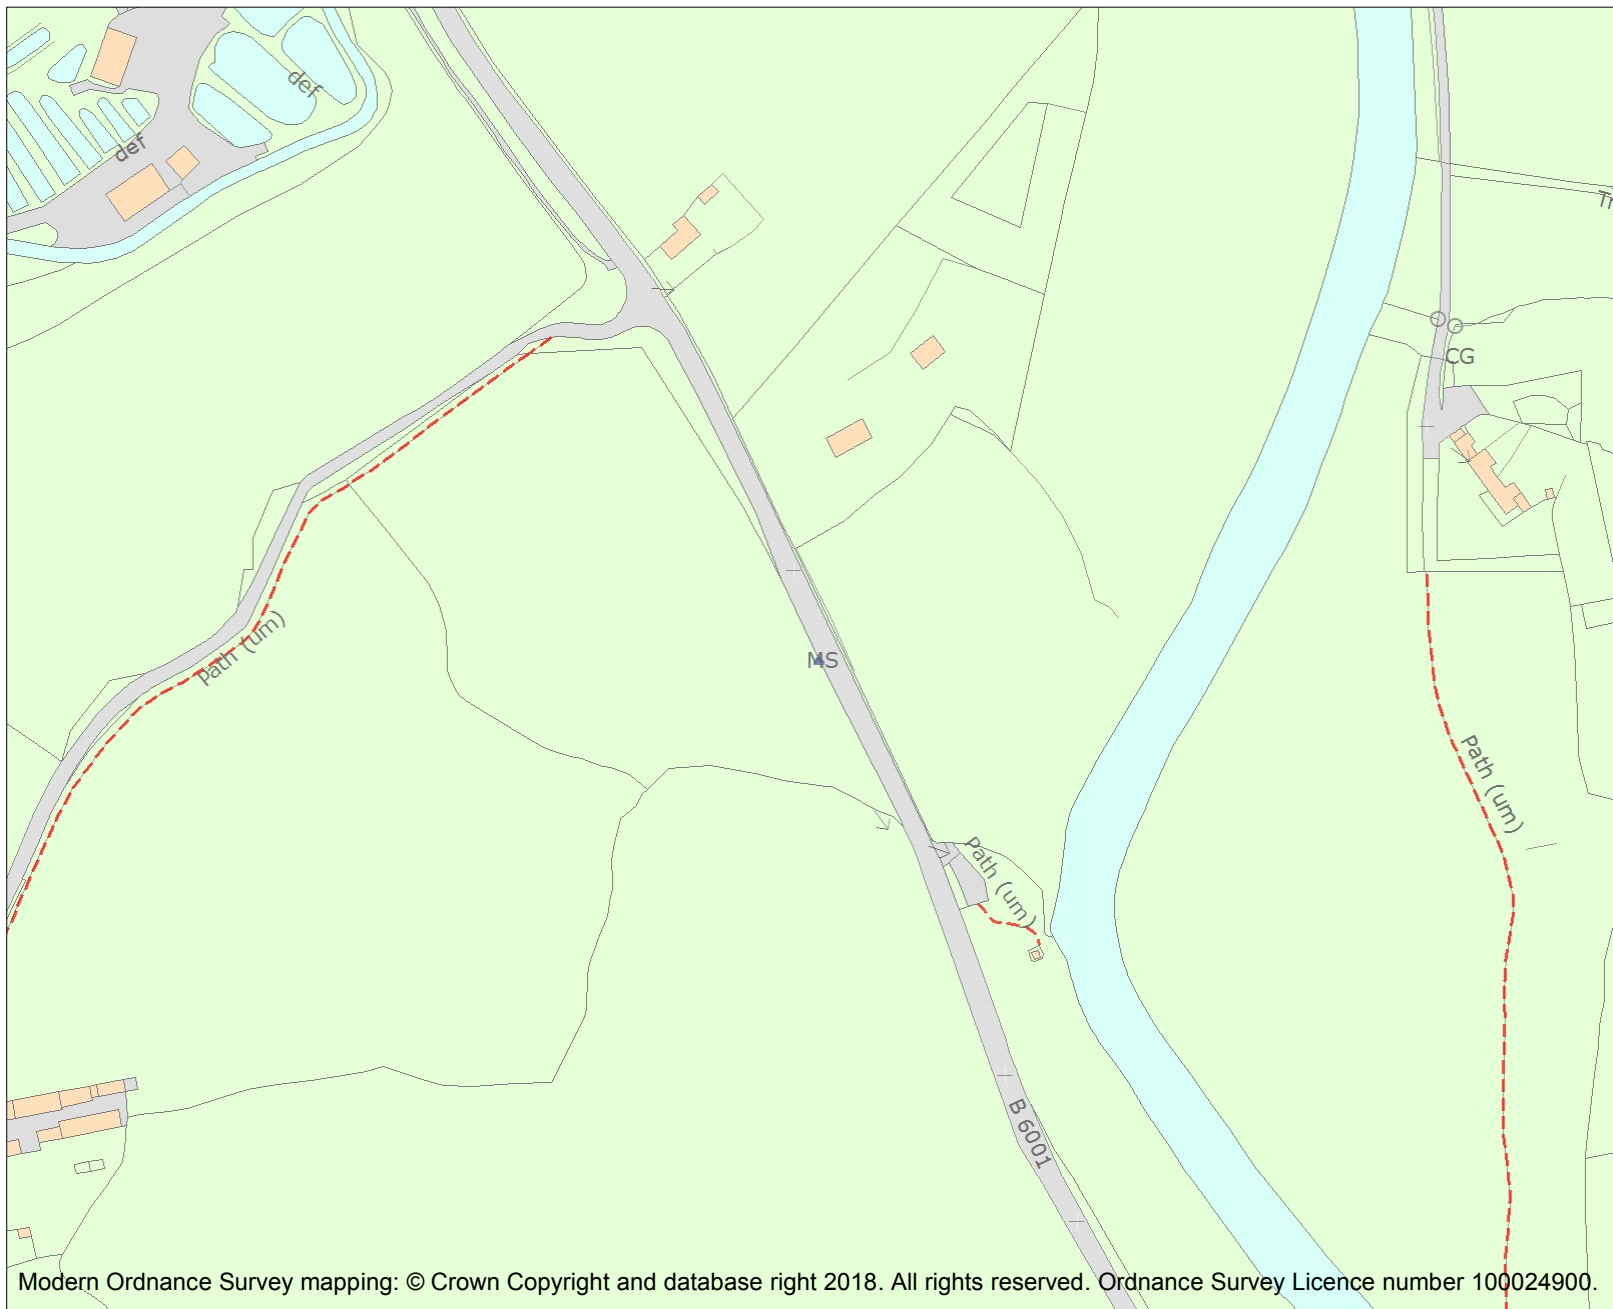 def
def
Tr
CG
Path (um)
MS
Path (um)
Path (um)
B 6001
Modern Ordnance Survey mapping: © Crown Copyright and database right 2018. All rights reserved. Ordnance Survey Licence number 100024900.